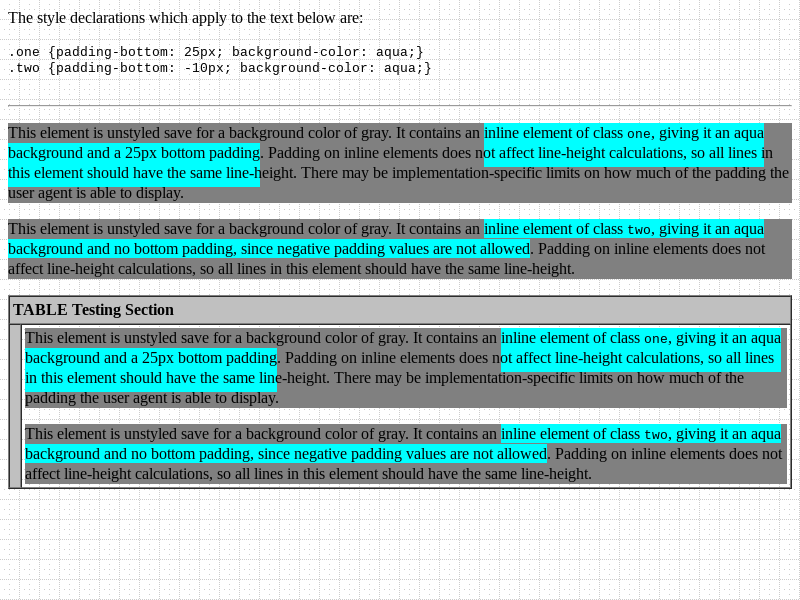 The style declarations which apply to the text below are:
.one {padding-bottom: 25px; background-color: aqua;}
.two {padding-bottom: -10px; background-color: aqua;}
This element is unstyled save for a background color of gray. It contains an inline element of class one, giving it an aqua
background and a 25px bottom padding. Padding on inline elements does not affect line-height calculations, so all lines in
this element should have the same line-height. There may be implementation-specific limits on how much of the padding the
user agent is able to display.
This element is unstyled save for a background color of gray. It contains an inline element of class two, giving it an aqua
background and no bottom padding, since negative padding values are not allowed. Padding on inline elements does not
affect line-height calculations, so all lines in this element should have the same line-height.
TABLE Testing Section
This element is unstyled save for a background color of gray. It contains an inline element of class one, giving it an aqua
background and a 25px bottom padding. Padding on inline elements does not affect line-height calculations, so all lines
in this element should have the same line-height. There may be implementation-specific limits on how much of the
padding the user agent is able to display.
This element is unstyled save for a background color of gray. It contains an inline element of class two, giving it an aqua
background and no bottom padding, since negative padding values are not allowed. Padding on inline elements does not
affect line-height calculations, so all lines in this element should have the same line-height.